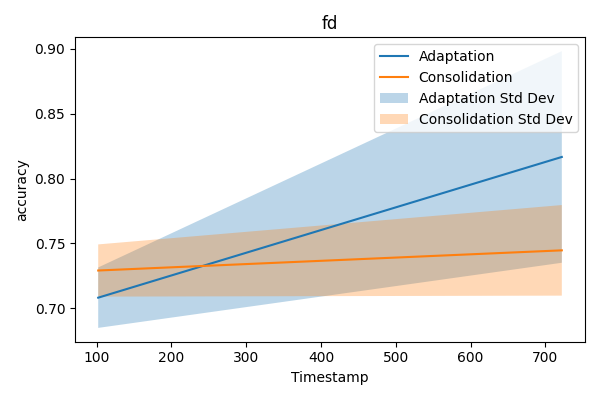 fd
Adaptation
Consolidation
Adaptation Std Dev
Consolidation Std Dev
accuracy
0.90
0.85
0.80
0.75
0.70
100 200 300 400 500 600 700
Timestamp